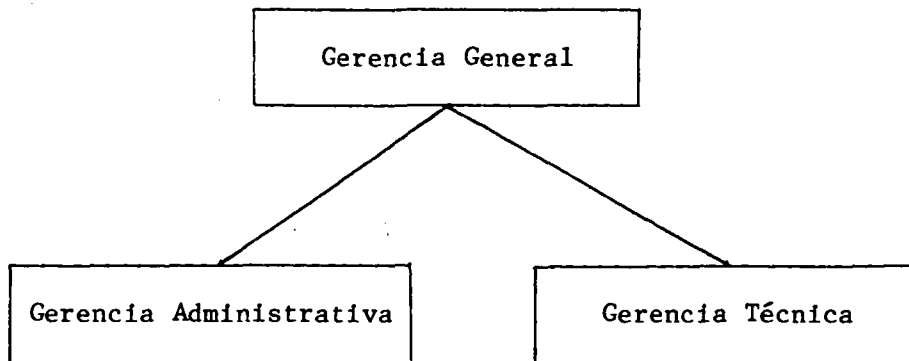 Gerencia General
Gerencia Administrativa
Gerencia Técnica